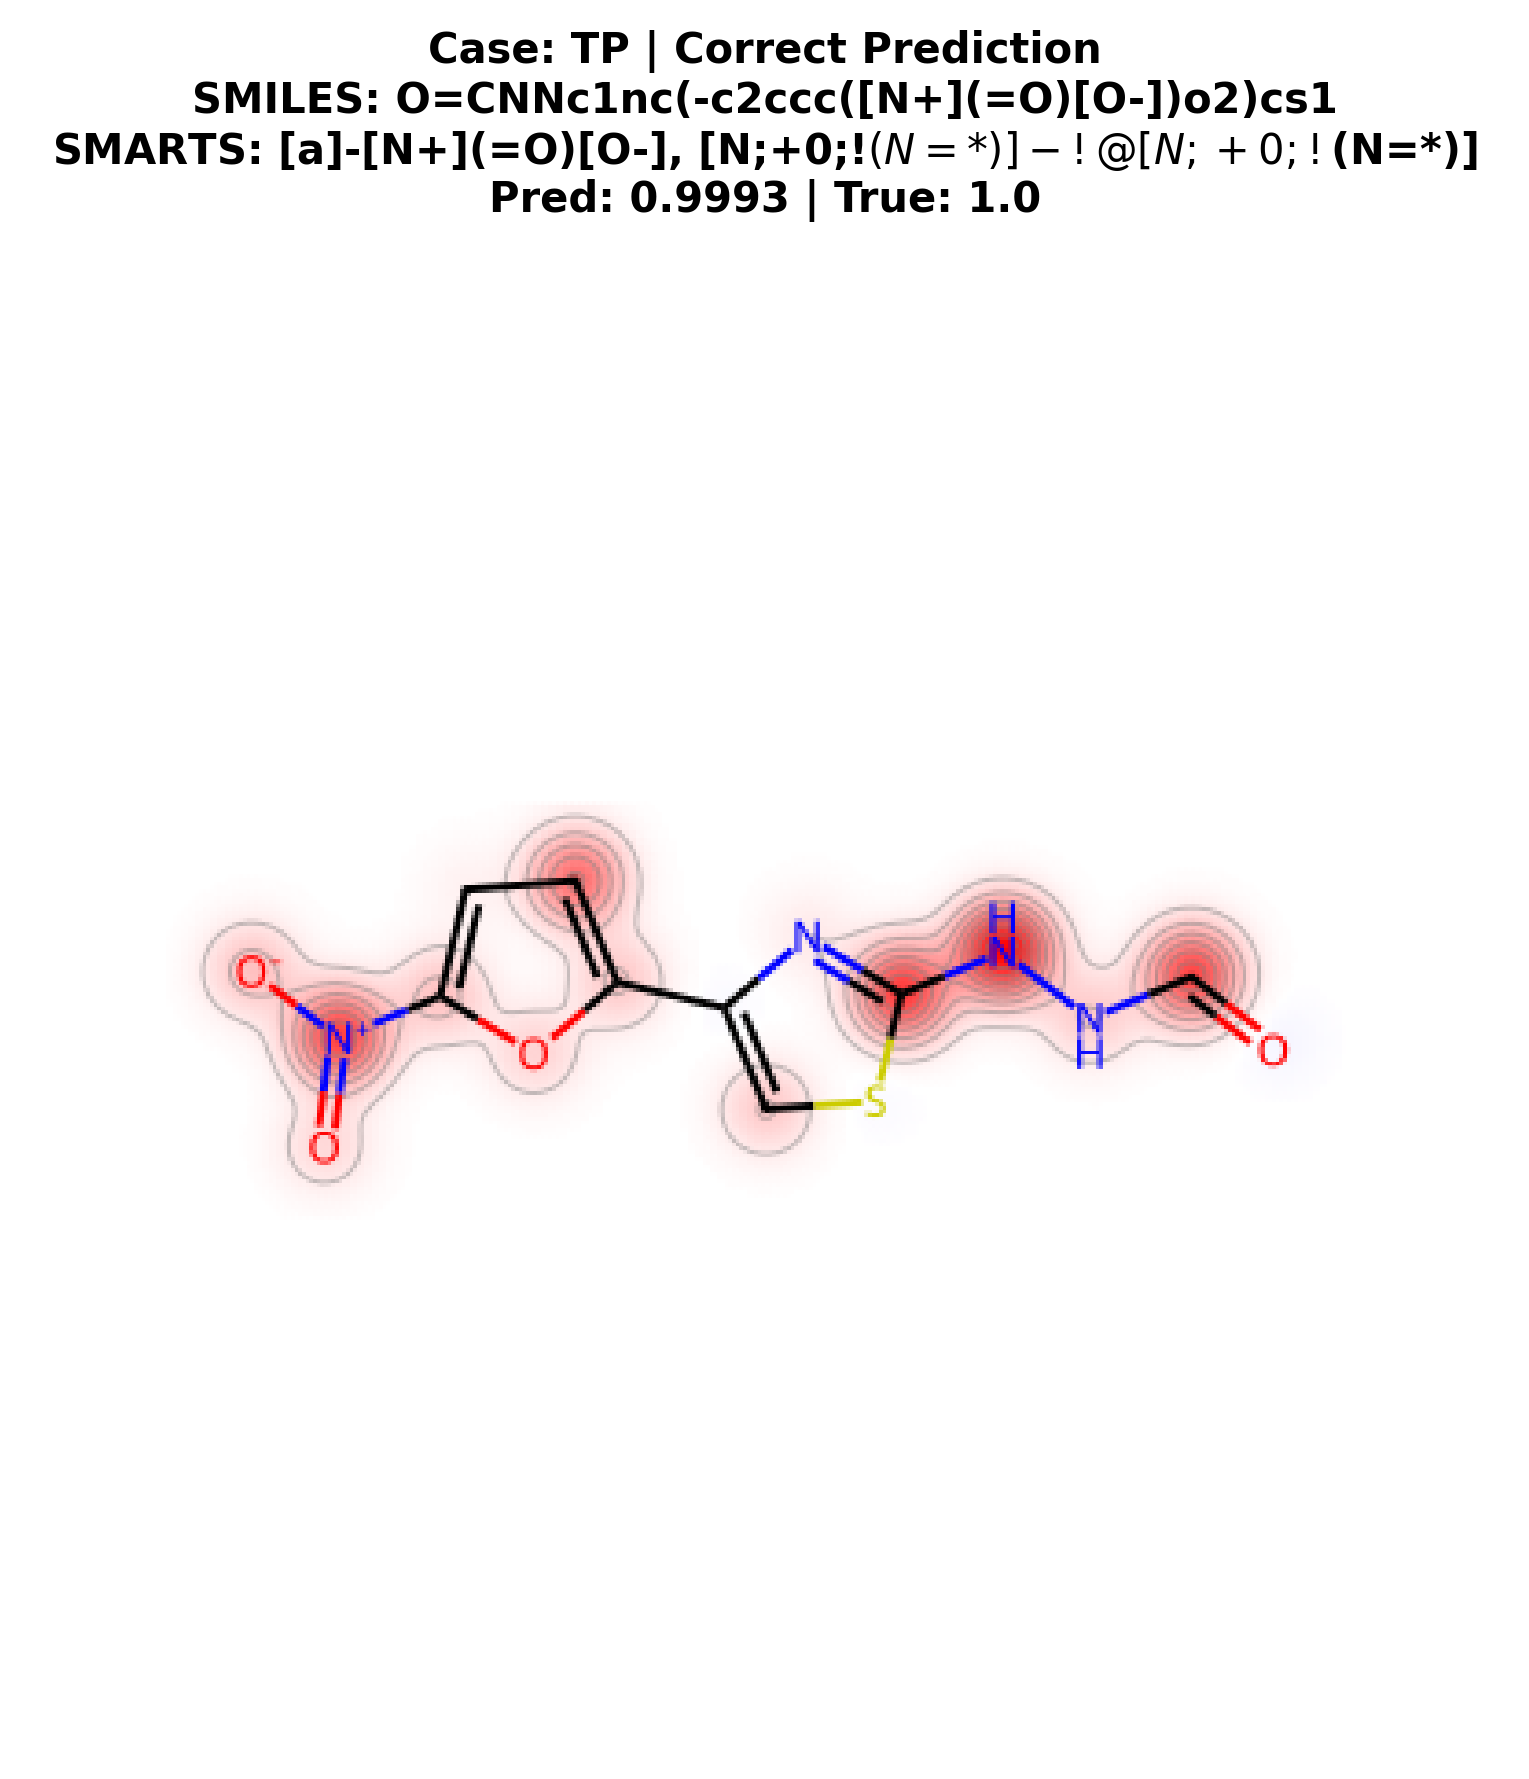 Case: TP | Correct Prediction
SMILES: O=CNNc1nc(-c2ccc([N+](=O)[O-])o2)cs1
SMARTS: [a]-[N+](=O)[O-], [N;+0;!(N = *)] − ! @[N; +0; ! (N=*)]
Pred: 0.9993 | True: 1.0
H
N
N
O⁻
N⁺
N
H
O
O
S
O